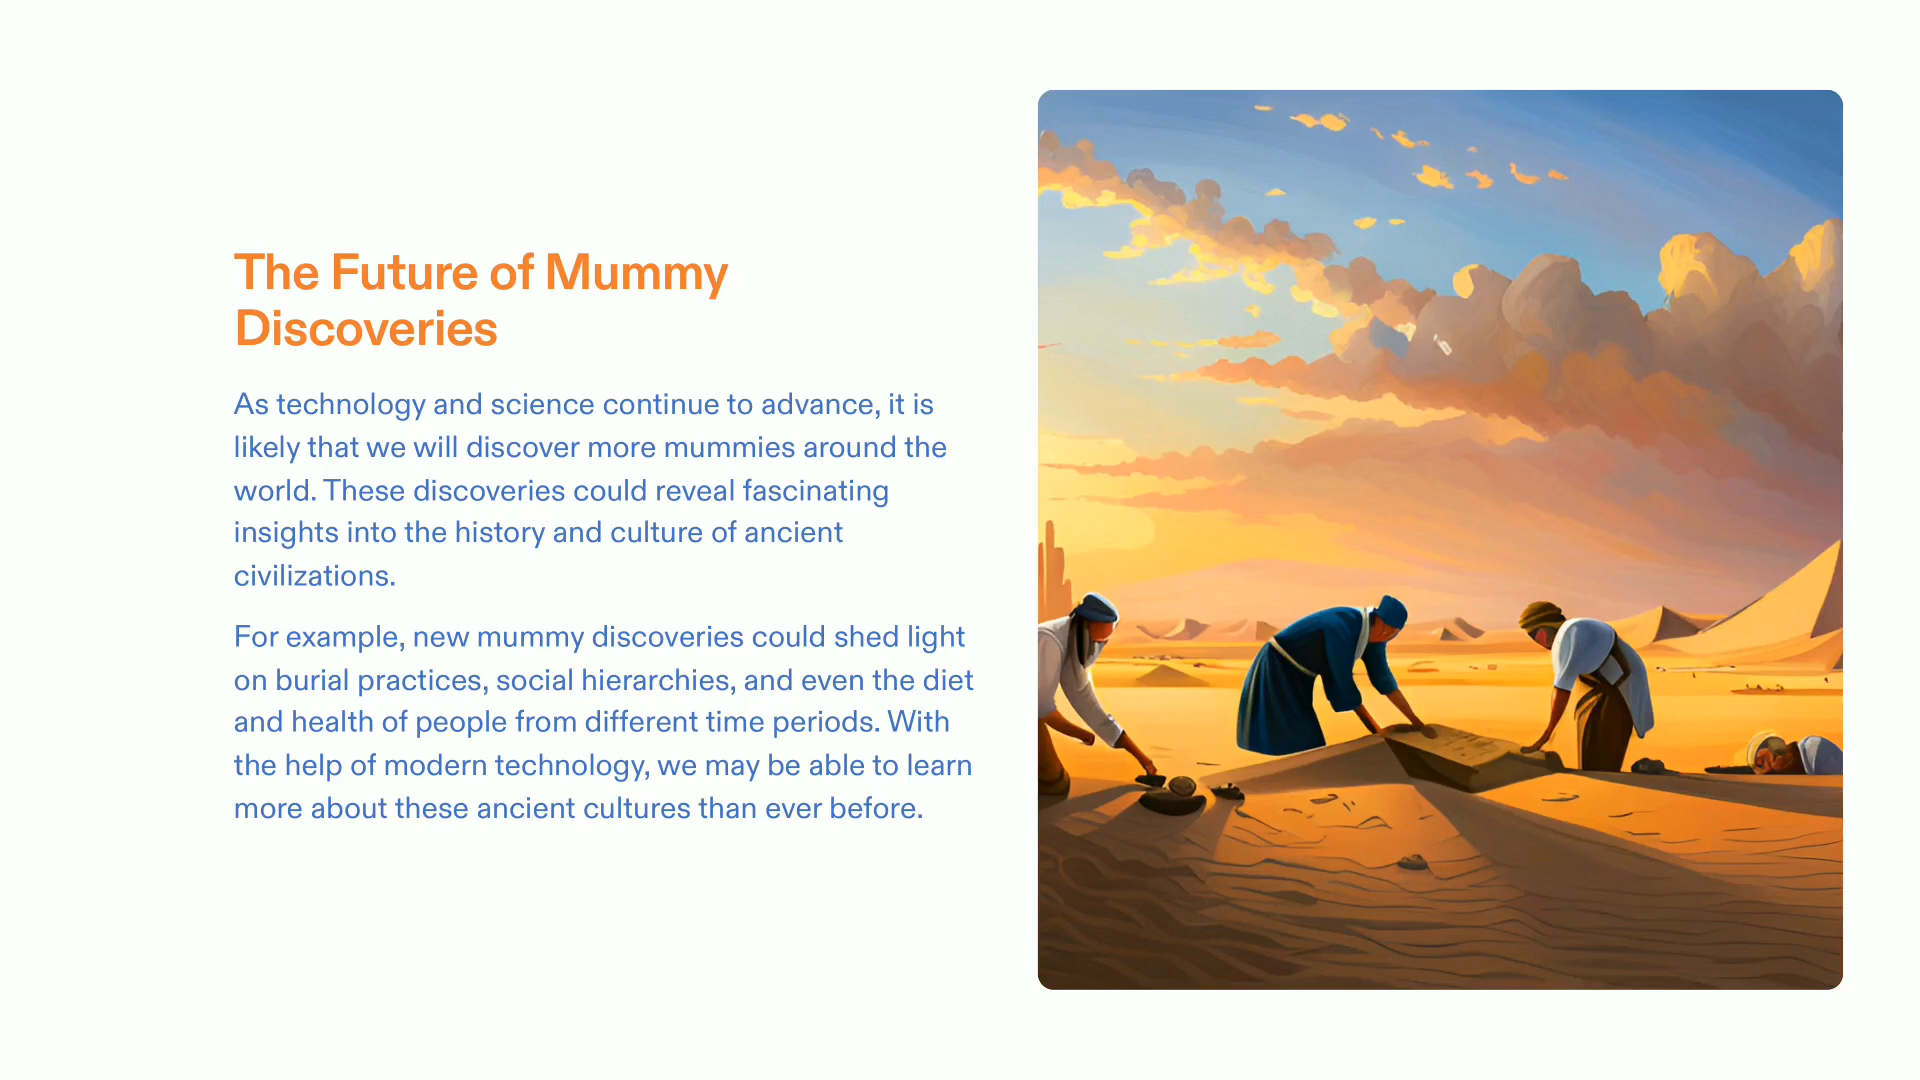 The Future of Mummy
Discoveries
As technology and science continue to advance, it is
likely that we will discover more mummies around the
world. These discoveries could reveal fascinating
insights into the history and culture of ancient
civilizations.
For example, new mummy discoveries could shed light
on burial practices, social hierarchies, and even the diet
and health of people from different time periods. With
the help of modern technology, we may be able to learn
more about these ancient cultures than ever before.